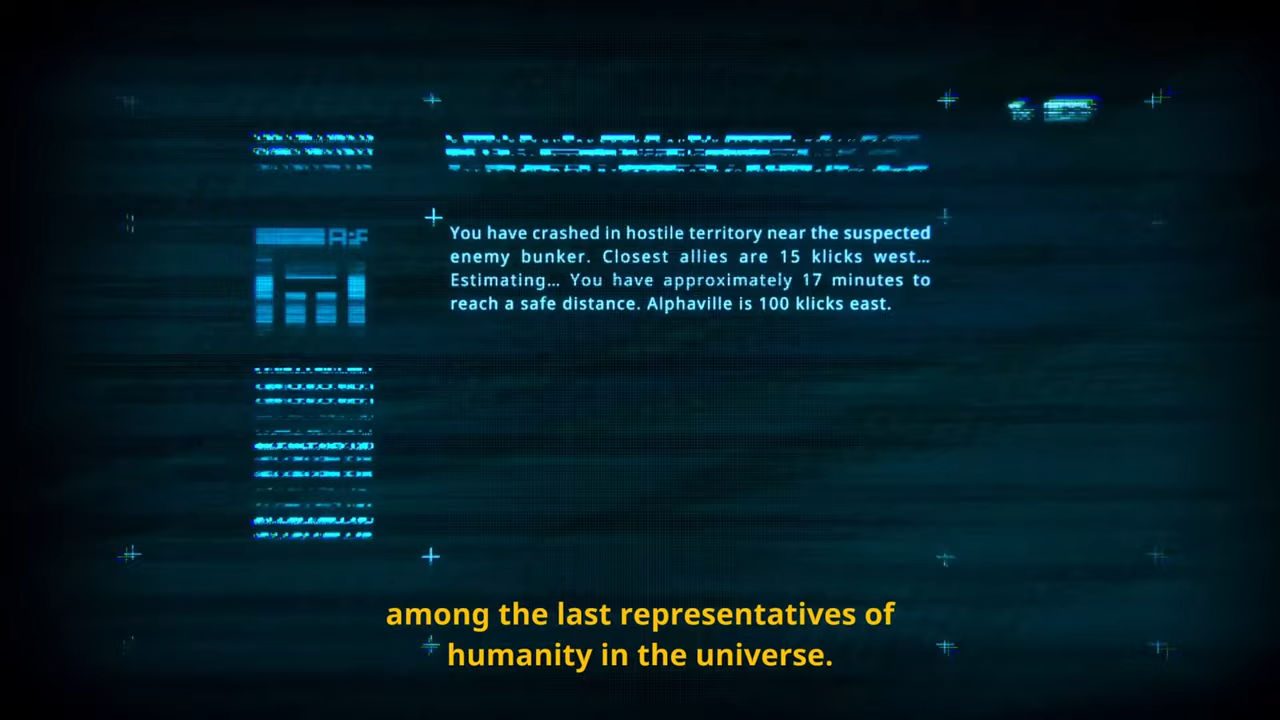 You have crashed in hostile territory near the suspected
enemy bunker. Closest allies are 15 klicks west...
Estimating... You have approximately 17 minutes to
reach a safe distance. Alphaville is 100 klicks east.
among the last representatives of
humanity in the universe.